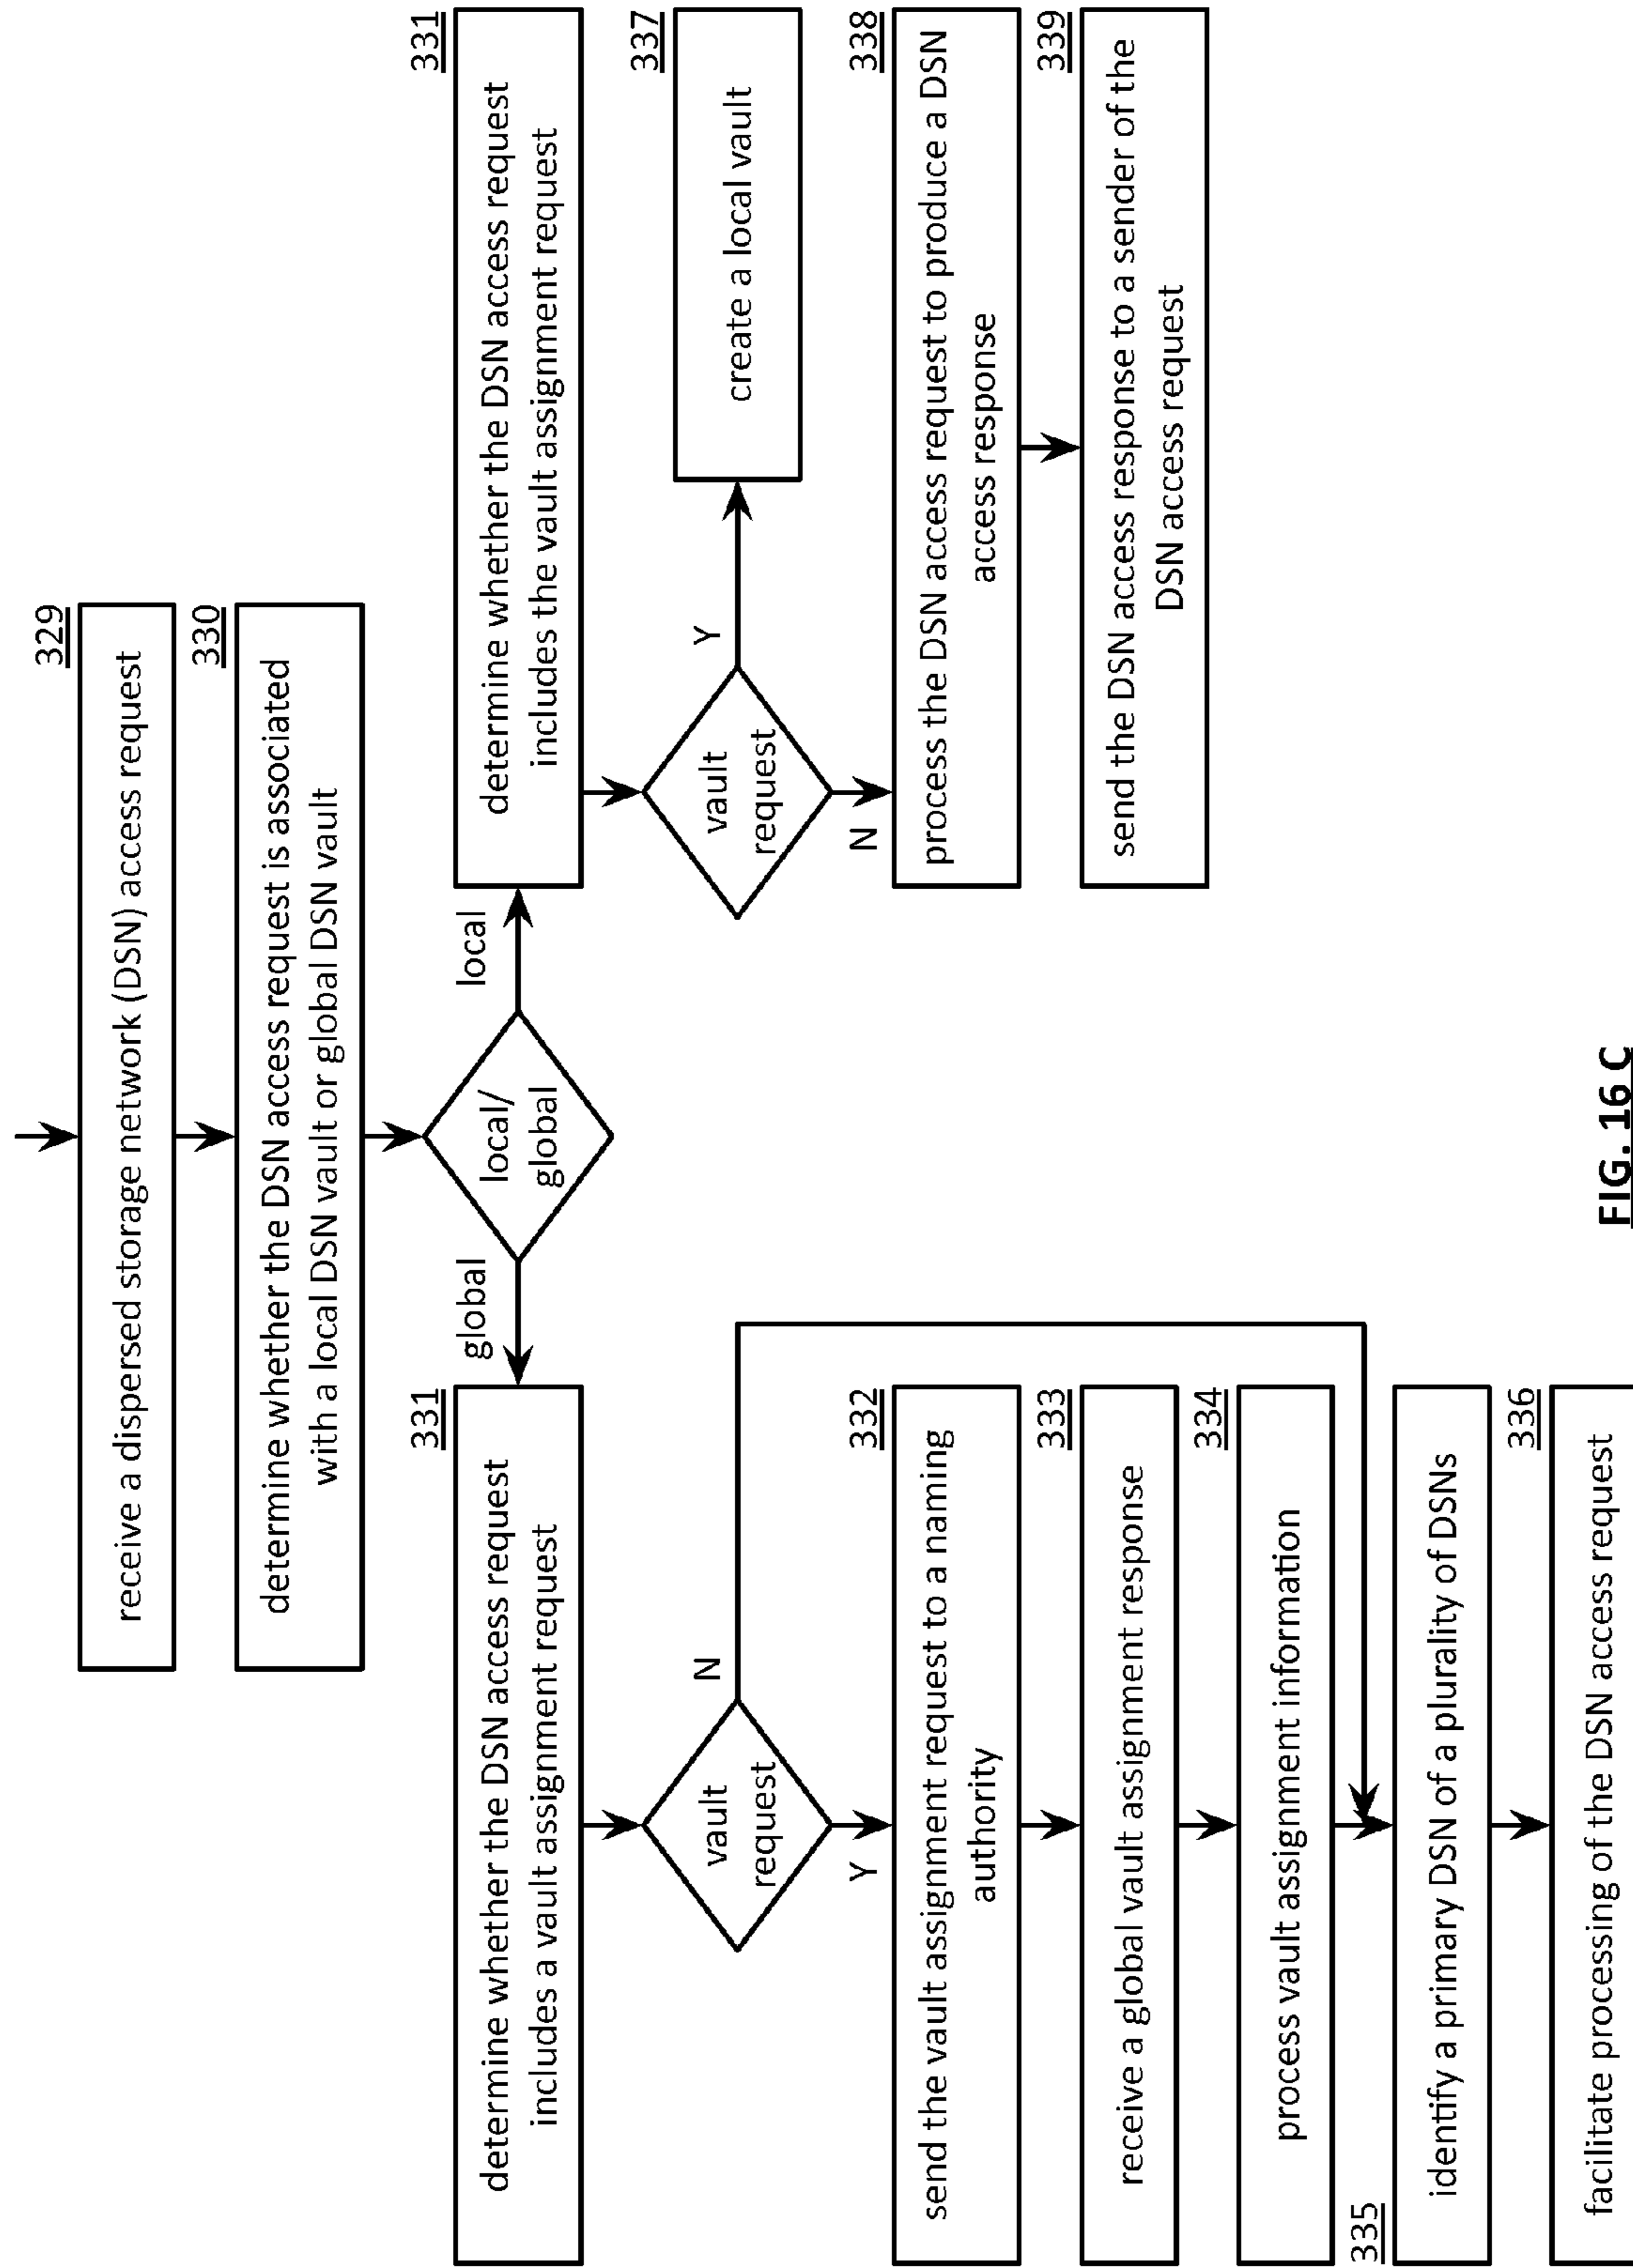 329
receive a dispersed storage network (DSN) access request
330
determine whether the DSN access request is associated
with a local DSN vault or global DSN vault
local/
global
global
local
331
determine whether the DSN access request
includes a vault assignment request
vault
request
N
Y
332
send the vault assignment request to a naming
authority
333
receive a global vault assignment response
334
process vault assignment information
335
identify a primary DSN of a plurality of DSNs
336
facilitate processing of the DSN access request
331
determine whether the DSN access request
includes the vault assignment request
vault
request
Y
N
337
create a local vault
338
process the DSN access request to produce a DSN
access response
339
send the DSN access response to a sender of the
DSN access request
FIG. 16 C